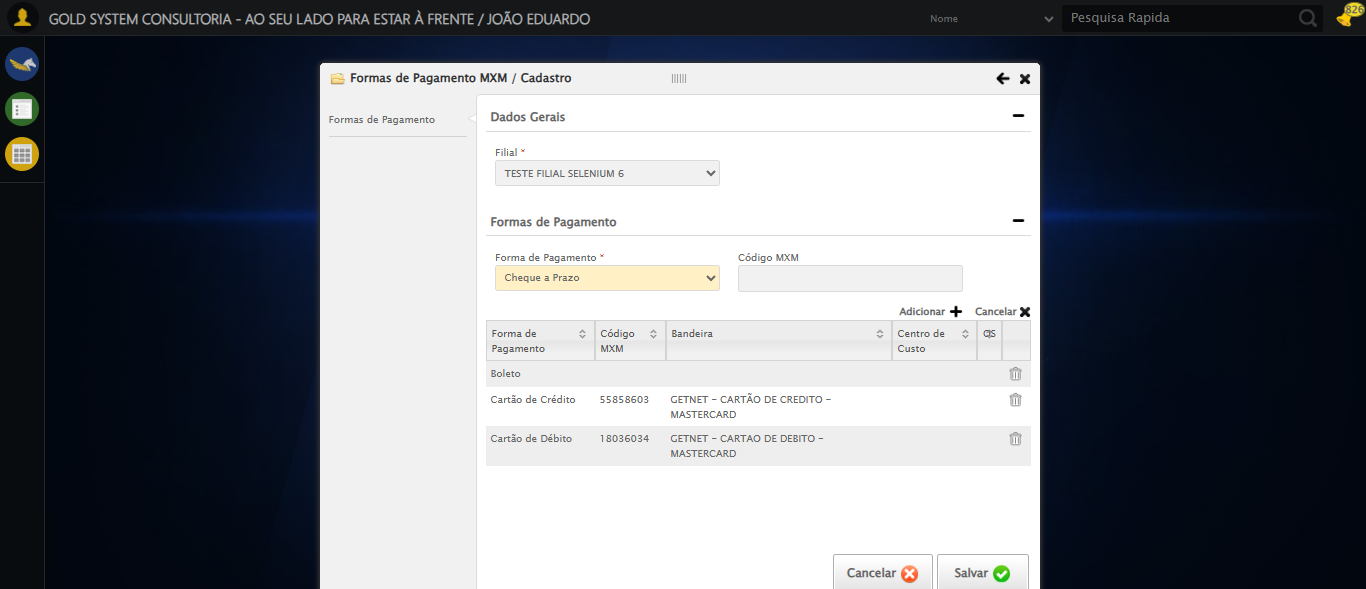 GOLD SYSTEM CONSULTORIA - AO SEU LADO PARA ESTAR À FRENTE / JOÃO EDUARDO
Nome
Pesquisa Rapida
826
Formas de Pagamento MXM / Cadastro
Formas de Pagamento
Dados Gerais
Filial *
TESTE FILIAL SELENIUM 6
Formas de Pagamento
Forma de Pagamento *
Código MXM
Cheque a Prazo
Adicionar
Cancelar
Forma de Pagamento
Código MXM
Bandeira
Centro de Custo
Boleto
Cartão de Crédito
55858603
GETNET - CARTÃO DE CREDITO -
MASTERCARD
Cartão de Débito
18036034
GETNET - CARTAO DE DEBITO -
MASTERCARD
Cancelar
Salvar